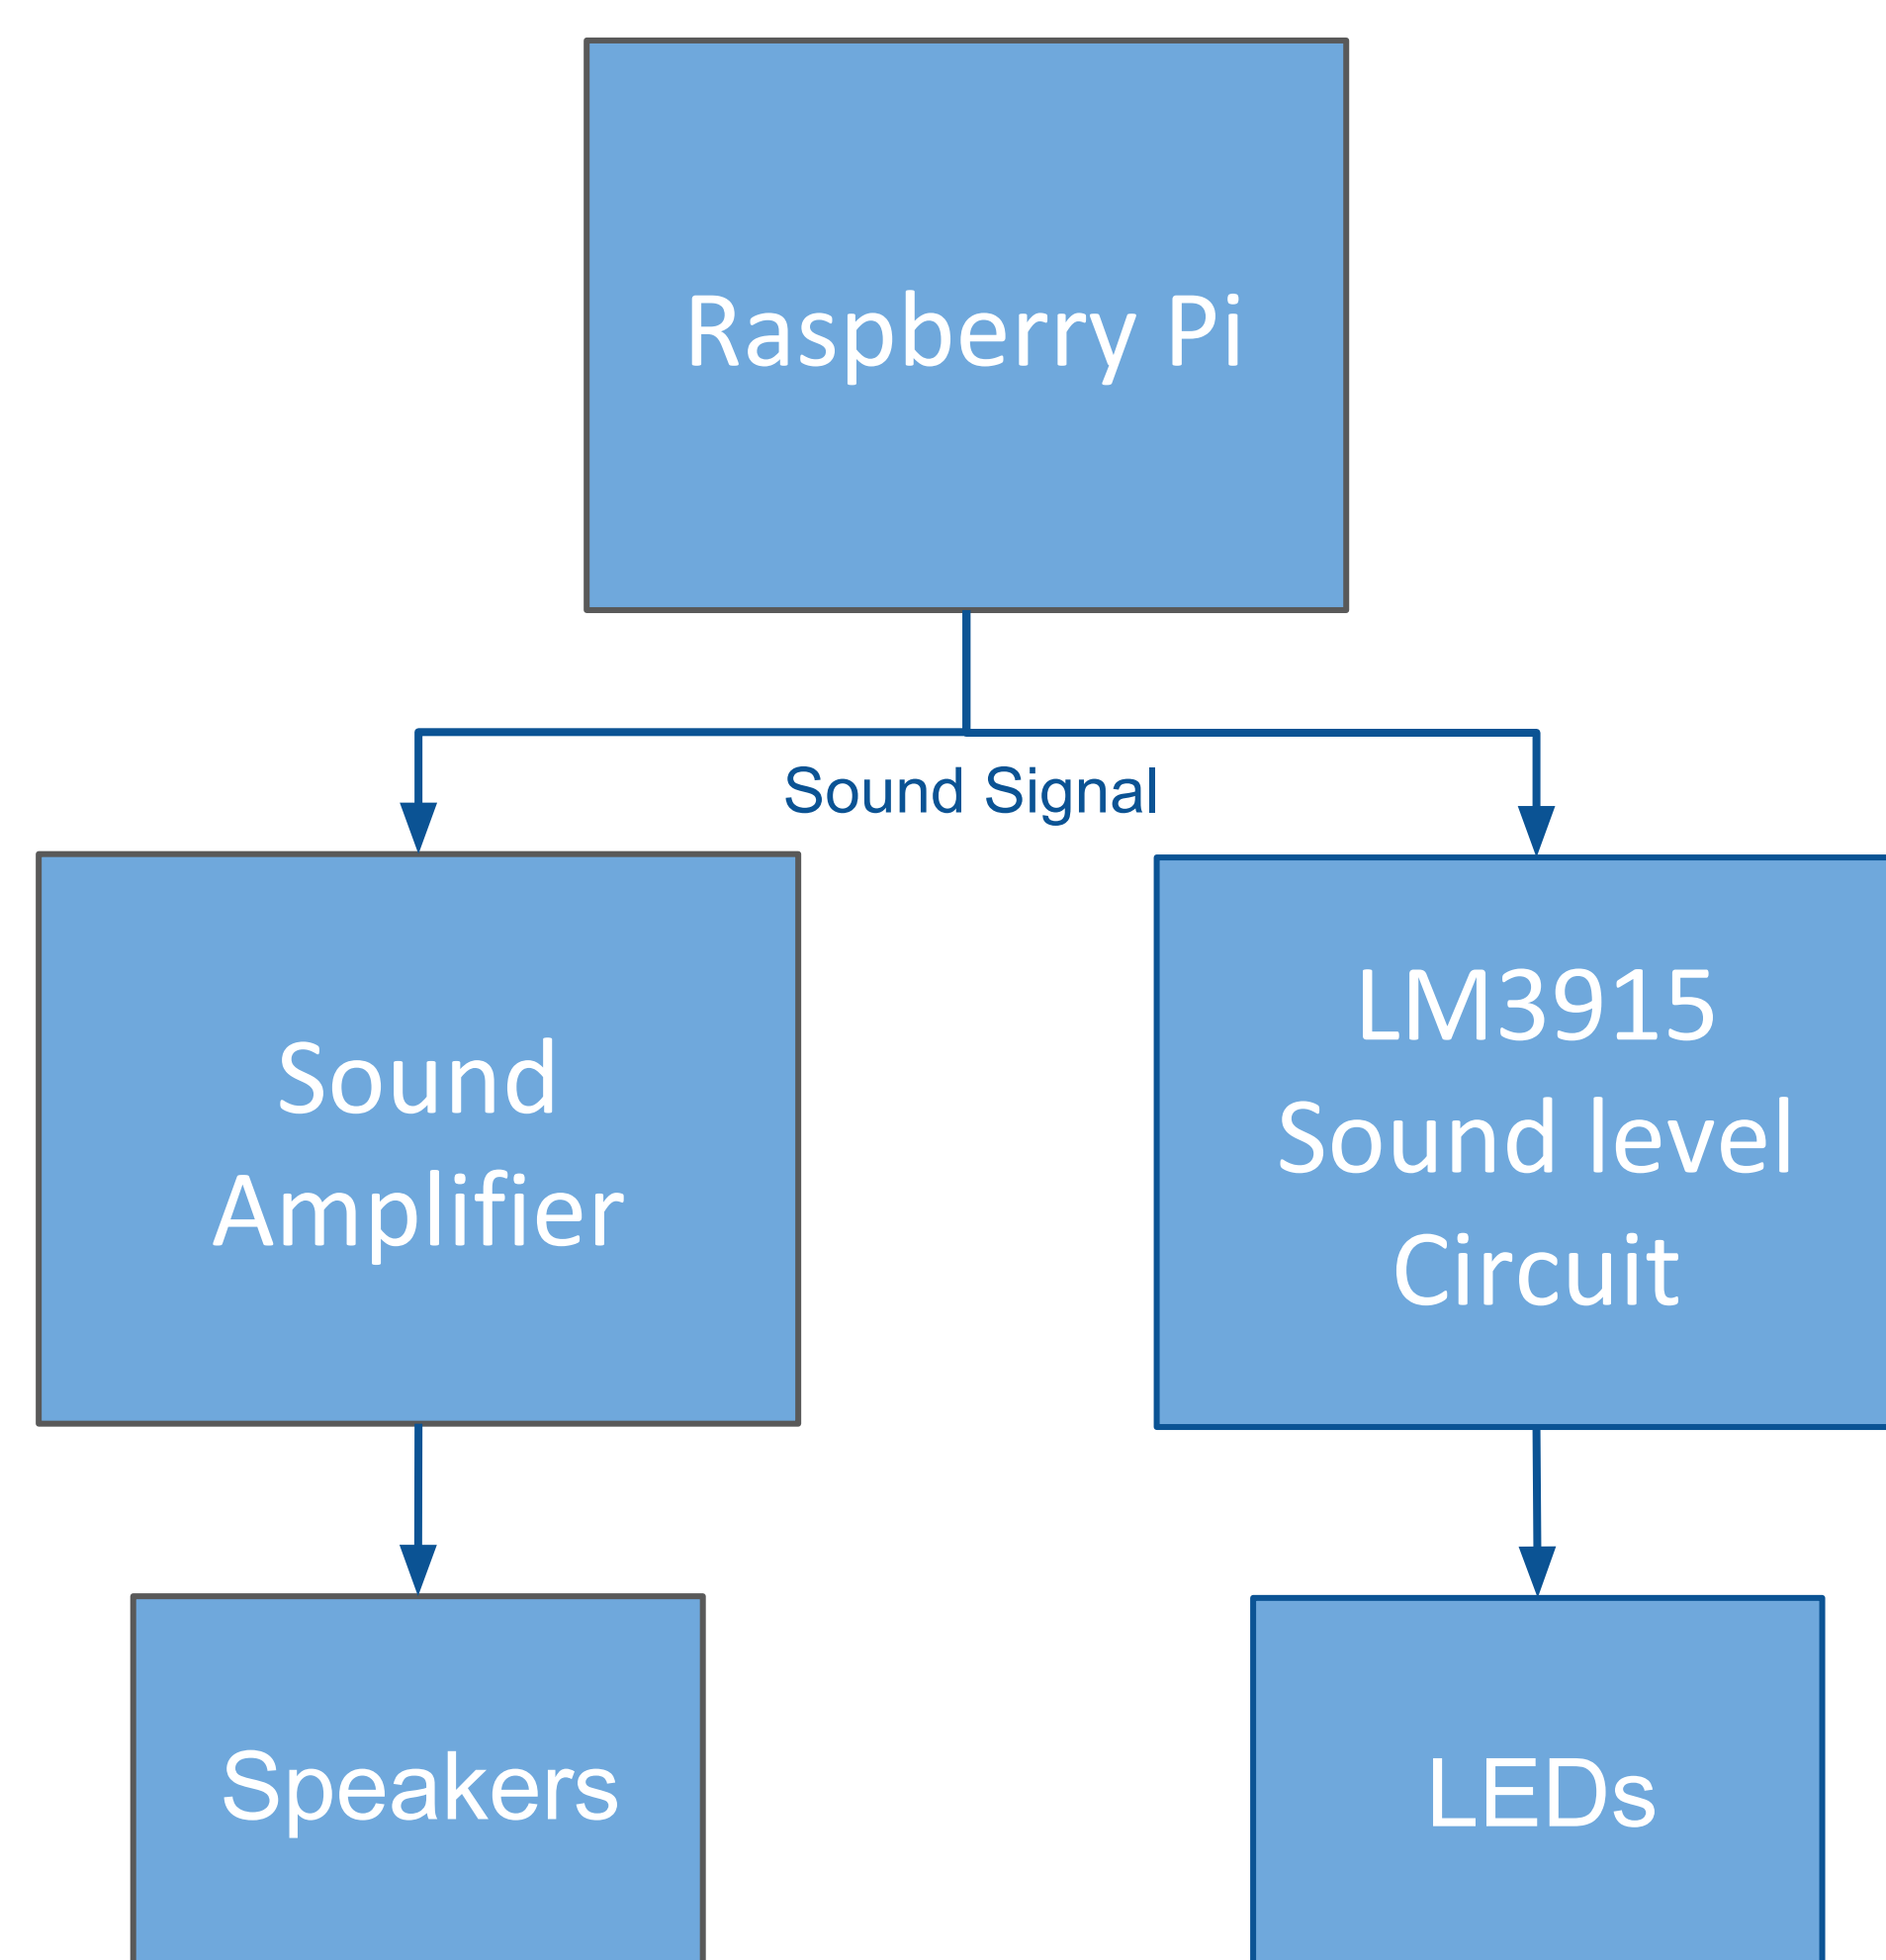 Raspberry Pi
Sound Signal
Sound
Amplifier
LM3915
Sound level
Circuit
Speakers
LEDs